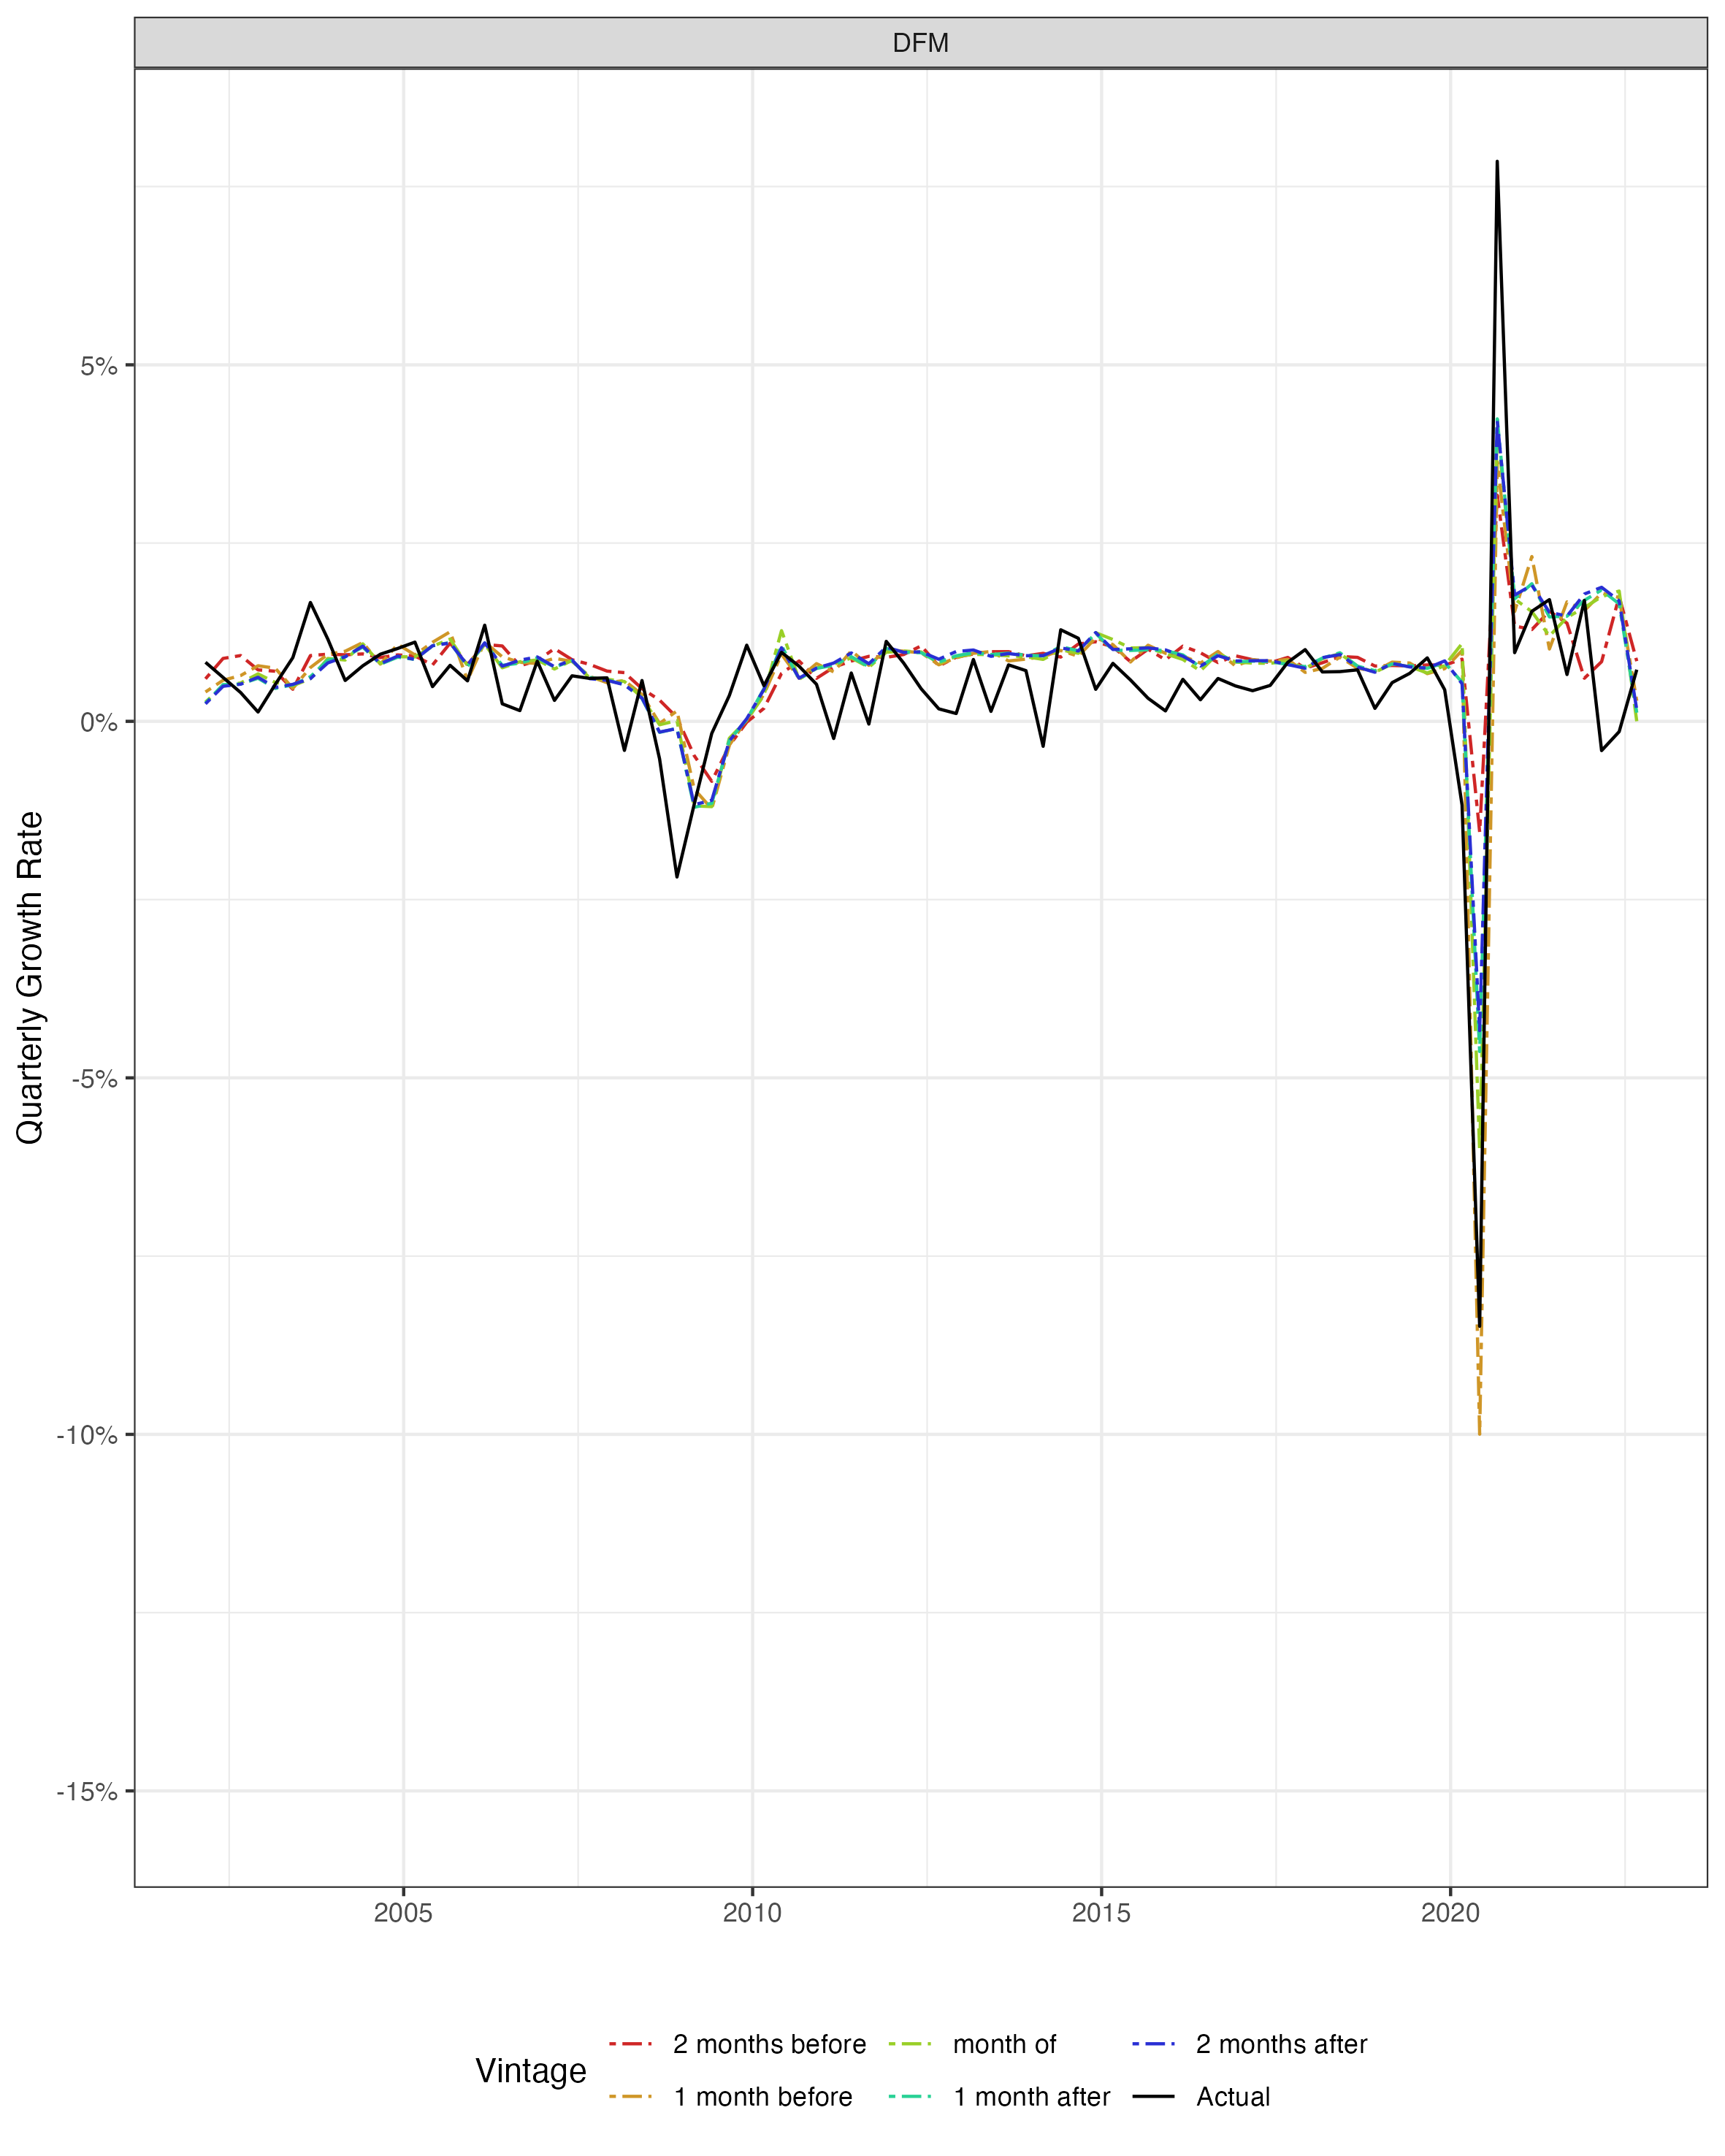 DFM
Quarterly Growth Rate
5%
0%
-5%
-10%
-15%
2005 2010 2015 2020
Vintage
2 months before month of 2 months after
1 month before 1 month after Actual